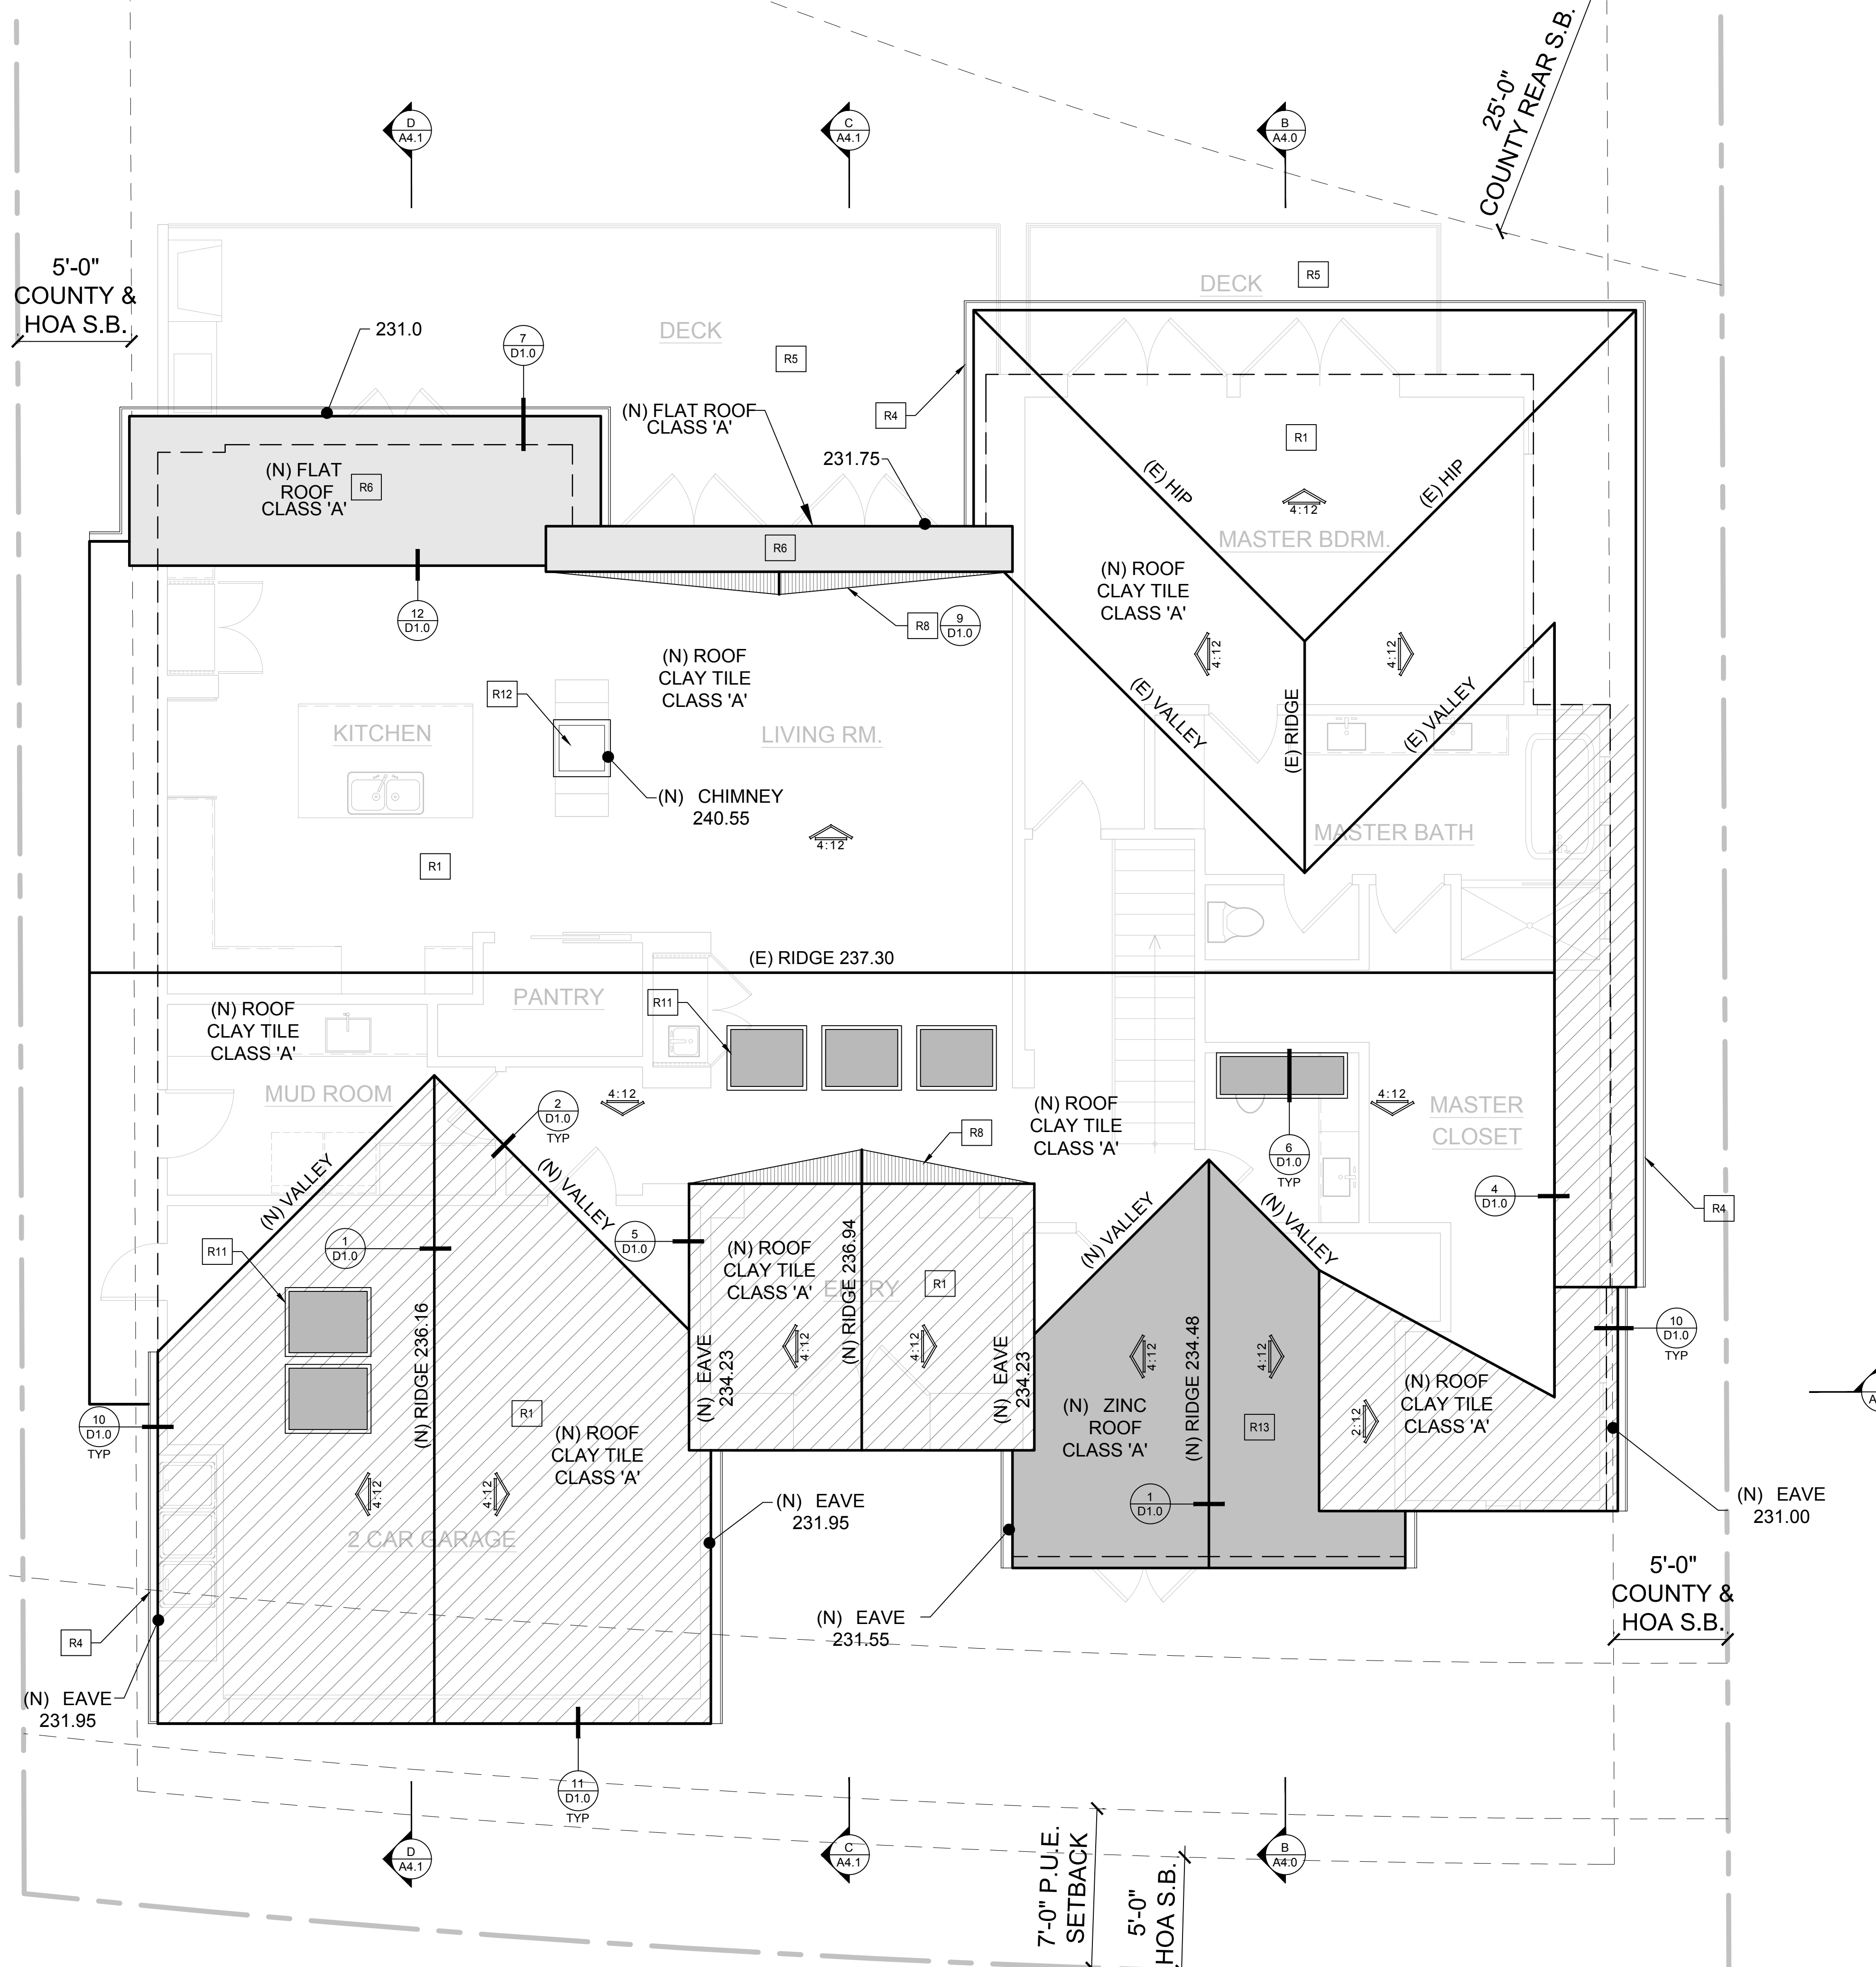 25'-0"
COUNTY REAR S.B.
D
A4.1
C
A4.1
B
A4.0
5'-0"
COUNTY &
HOA S.B.
231.0
7
D1.0
DECK
R5
DECK
R5
(N) FLAT ROOF
CLASS 'A'
R4
231.75
(N) FLAT
ROOF
CLASS 'A'
R6
R6
R1
(E) HIP
(E) HIP
4:12
MASTER BDRM.
(N) ROOF
CLAY TILE
CLASS 'A'
12
D1.0
R8
9
D1.0
4:12
4:12
(N) ROOF
CLAY TILE
CLASS 'A'
R12
KITCHEN
LIVING RM.
(E) VALLEY
(E) RIDGE
(E) VALLEY
(N) CHIMNEY
240.55
4:12
MASTER BATH
R1
(E) RIDGE 237.30
PANTRY
R11
(N) ROOF
CLAY TILE
CLASS 'A'
MUD ROOM
2
D1.0
TYP
4:12
(N) ROOF
CLAY TILE
CLASS 'A'
4:12
MASTER
CLOSET
R8
6
D1.0
TYP
4
D1.0
R4
(N) VALLEY
(N) VALLEY
(N) VALLEY
(N) VALLEY
R11
1
D1.0
5
D1.0
(N) ROOF
CLAY TILE
CLASS 'A'
ENTRY
R1
(N) RIDGE 236.94
4:12
4:12
(N) RIDGE 236.16
(N) EAVE
234.23
(N) EAVE
234.23
4:12
(N) RIDGE 234.48
4:12
10
D1.0
TYP
A
R1
(N) ROOF
CLAY TILE
CLASS 'A'
(N) ZINC
ROOF
CLASS 'A'
R13
2:12
(N) ROOF
CLAY TILE
CLASS 'A'
10
D1.0
TYP
4:12
4:12
(N) EAVE
231.95
1
D1.0
(N) EAVE
231.00
2 CAR GARAGE
(N) EAVE
231.55
5'-0"
COUNTY &
HOA S.B.
R4
(N) EAVE
231.95
11
D1.0
TYP
D
A4.1
C
A4.1
B
A4.0
7'-0" P.U.E.
SETBACK
5'-0"
HOA S.B.